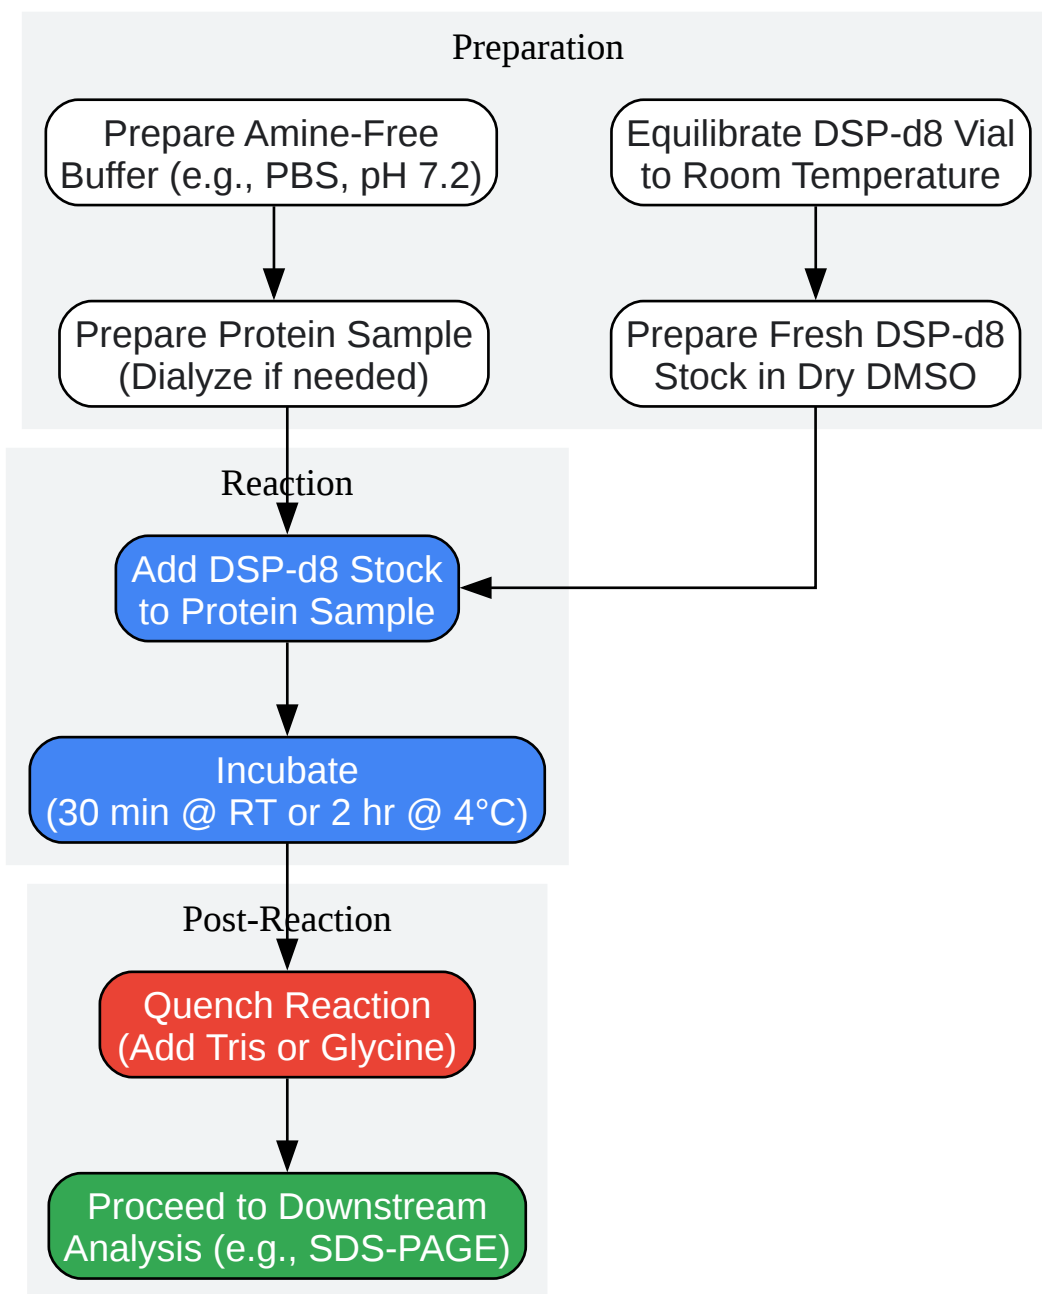 Preparation
Prepare Amine-Free
Buffer (e.g., PBS, pH 7.2)
Equilibrate DSP-d8 Vial
to Room Temperature
Prepare Protein Sample
(Dialyze if needed)
Prepare Fresh DSP-d8
Stock in Dry DMSO
Reaction
Add DSP-d8 Stock
to Protein Sample
Incubate
(30 min @ RT or 2 hr @ 4°C)
Post-Reaction
Quench Reaction
(Add Tris or Glycine)
Proceed to Downstream
Analysis (e.g., SDS-PAGE)